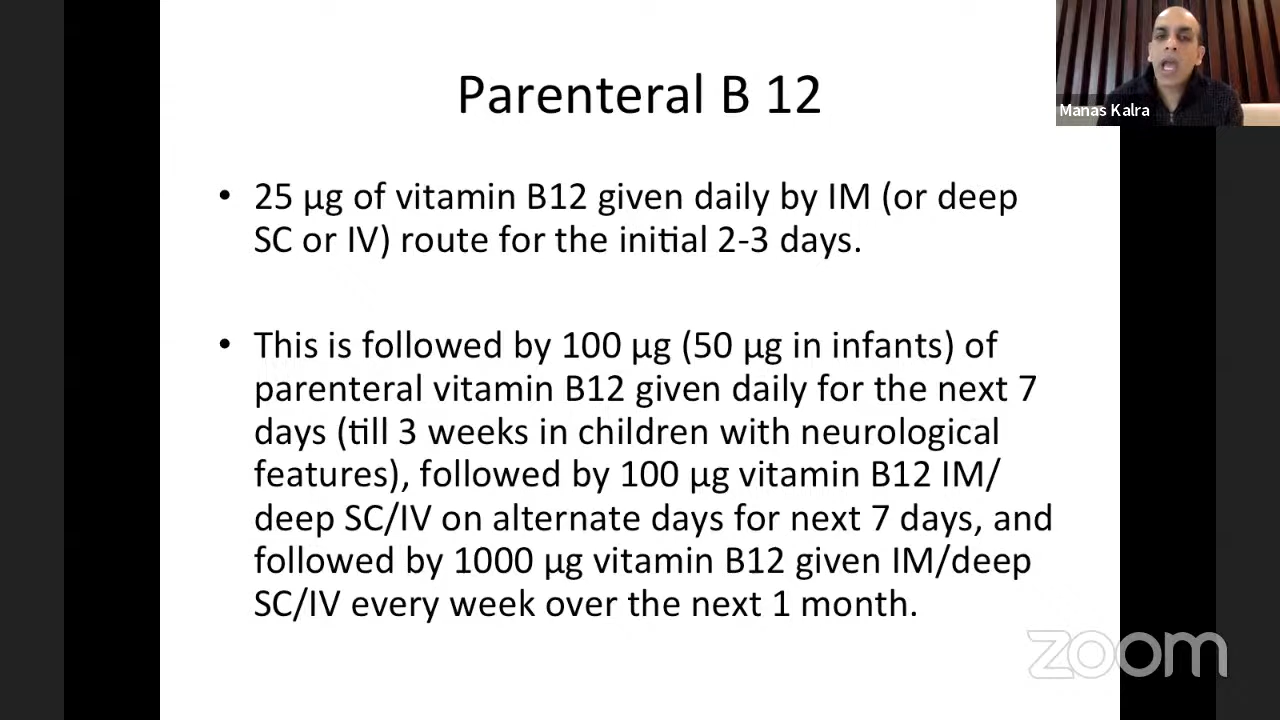 Parenteral B 12
• 25 µg of vitamin B12 given daily by IM (or deep
SC or IV) route for the initial 2-3 days.
• This is followed by 100 µg (50 µg in infants) of
parenteral vitamin B12 given daily for the next 7
days (till 3 weeks in children with neurological
features), followed by 100 µg vitamin B12 IM/
deep SC/IV on alternate days for next 7 days, and
followed by 1000 µg vitamin B12 given IM/deep
SC/IV every week over the next 1 month.
Manas Kalra
zoom